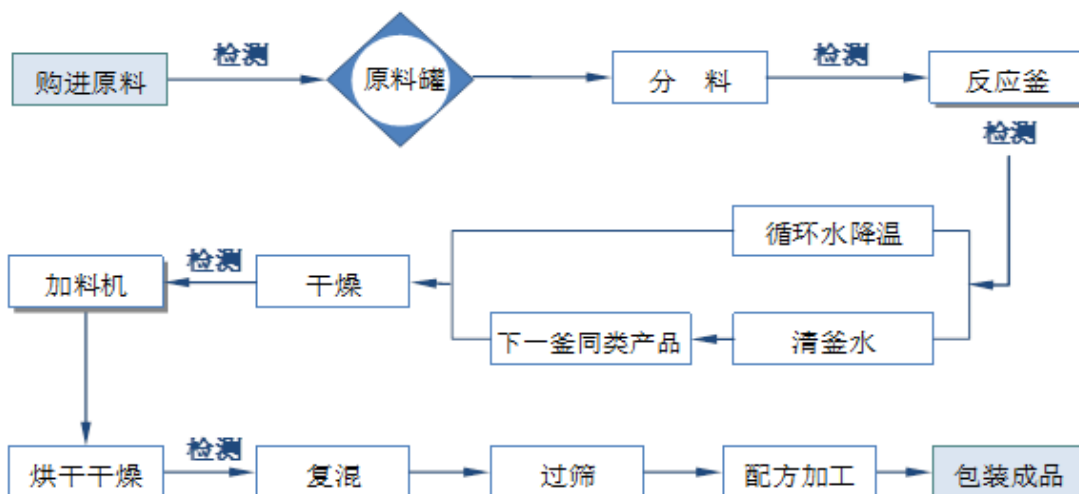 购进原料
检测
原料罐
分 料
检测
反应釜
检测
循环水降温
加料机
检测
干燥
下一釜同类产品
清釜水
烘干干燥
检测
复混
过筛
配方加工
包装成品